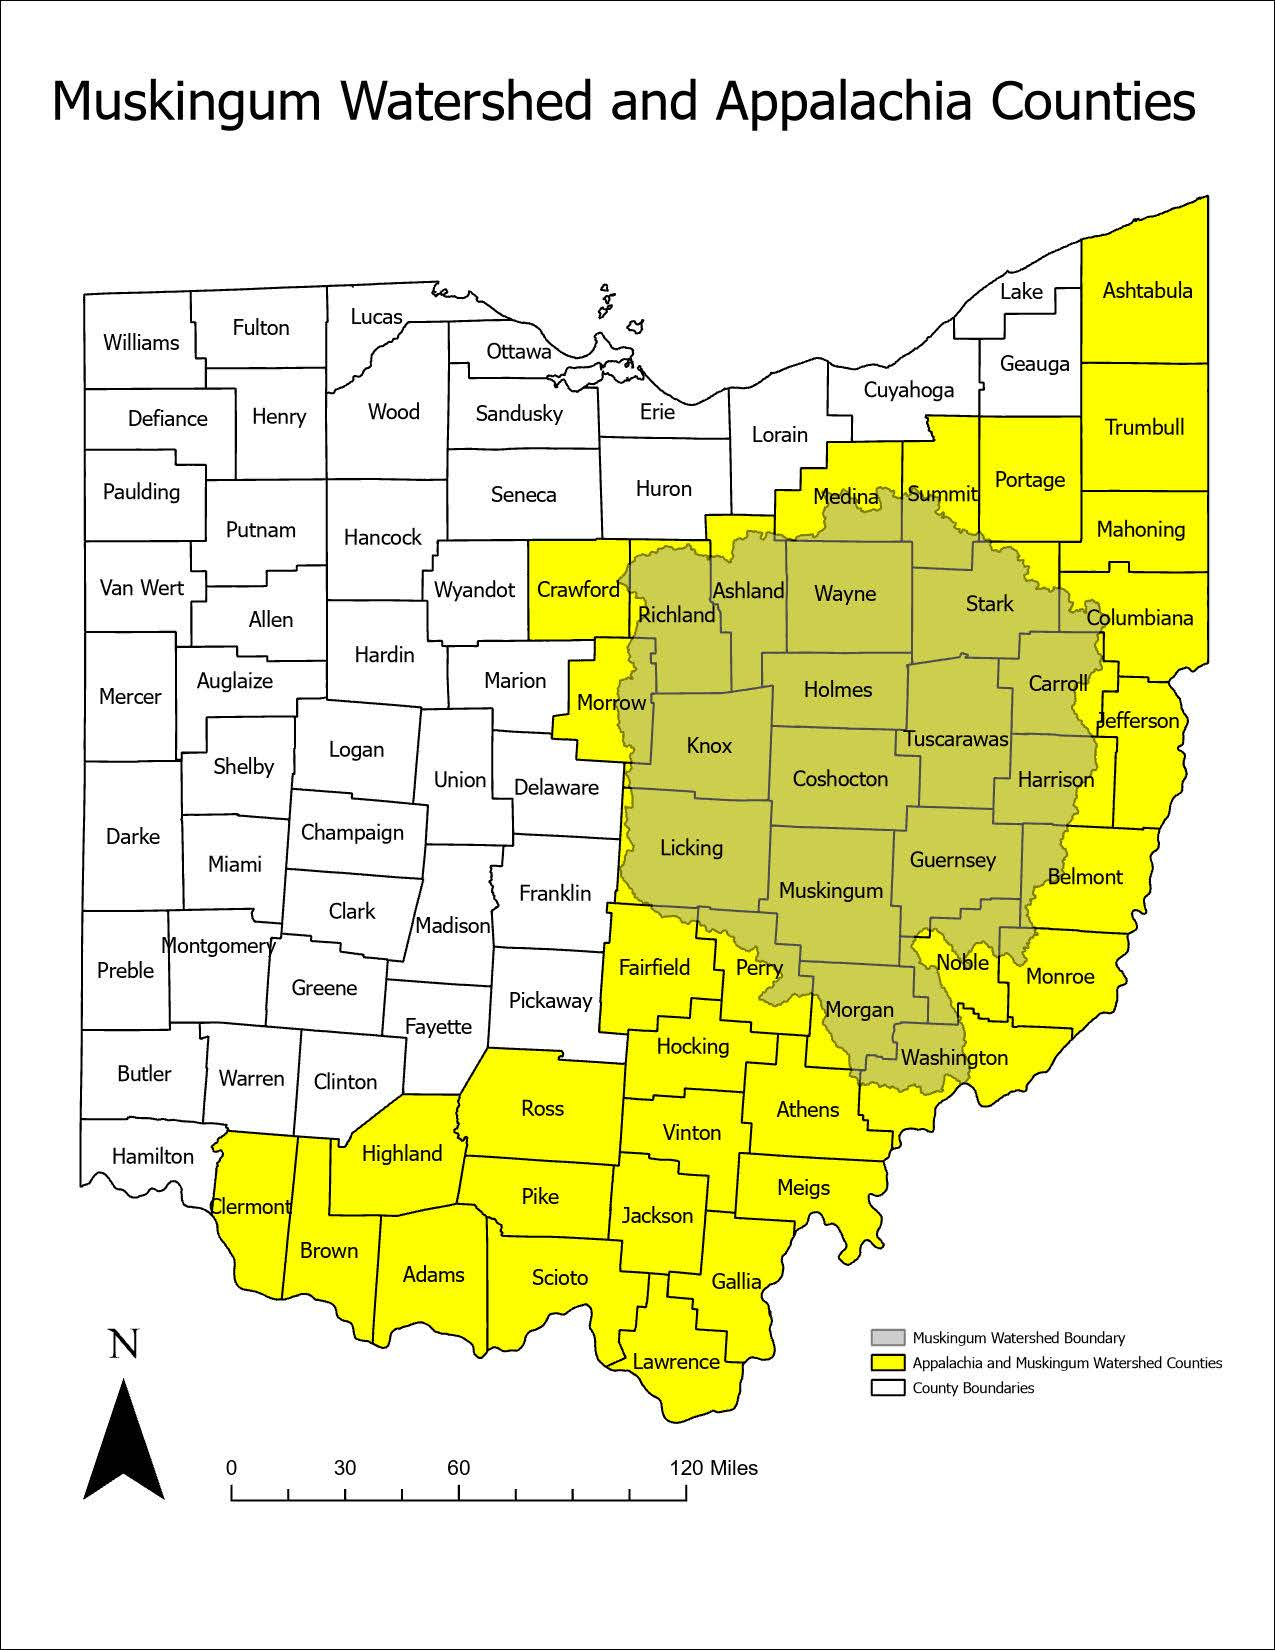 Muskingum Watershed and Appalachia Counties
Ashtabula
Lake
Lucas
Fulton
Williams
Ottawa
Geauga
Cuyahoga
Wood
Erie
Sandusky
Henry
Defiance
Trumbull
Lorain
Portage
Huron
Paulding
Seneca
Summit
Medina
Putnam
Mahoning
Hancock
Van Wert
Wyandot
Crawford
Ashland
Wayne
Stark
Richland
Columbiana
Allen
Hardin
Auglaize
Marion
Carroll
Holmes
Mercer
Morrow
Jefferson
Tuscarawas
Knox
Logan
Shelby
Union
Coshocton
Harrison
Delaware
Champaign
Darke
Licking
Guernsey
Miami
Belmont
Muskingum
Franklin
Clark
Madison
Montgomery
Noble
Fairfield
Perry
Preble
Monroe
Greene
Pickaway
Morgan
Fayette
Hocking
Washington
Butler
Warren
Clinton
Ross
Athens
Vinton
Highland
Hamilton
Meigs
Pike
Clermont
Jackson
Brown
Adams
Scioto
Gallia
Lawrence
N
Muskingum Watershed Boundary
Appalachia and Muskingum Watershed Counties
County Boundaries
0 30 60 120 Miles